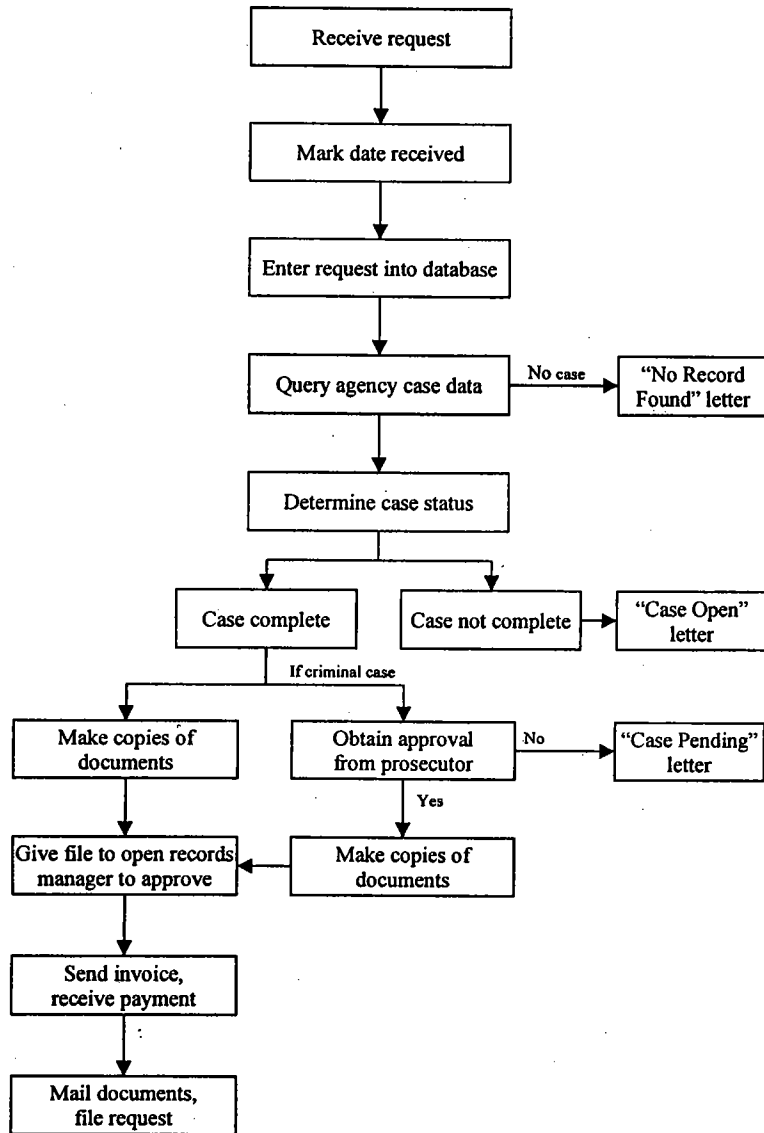 Receive request
Mark date received
Enter request into database
Query agency case data
No case
“No Record
Found” letter
Determine case status
Case complete
Case not complete
“Case Open”
letter
If criminal case
Make copies of
documents
Obtain approval
from prosecutor
No
“Case Pending”
letter
Yes
Give file to open records
manager to approve
Make copies of
documents
Send invoice,
receive payment
Mail documents,
file request